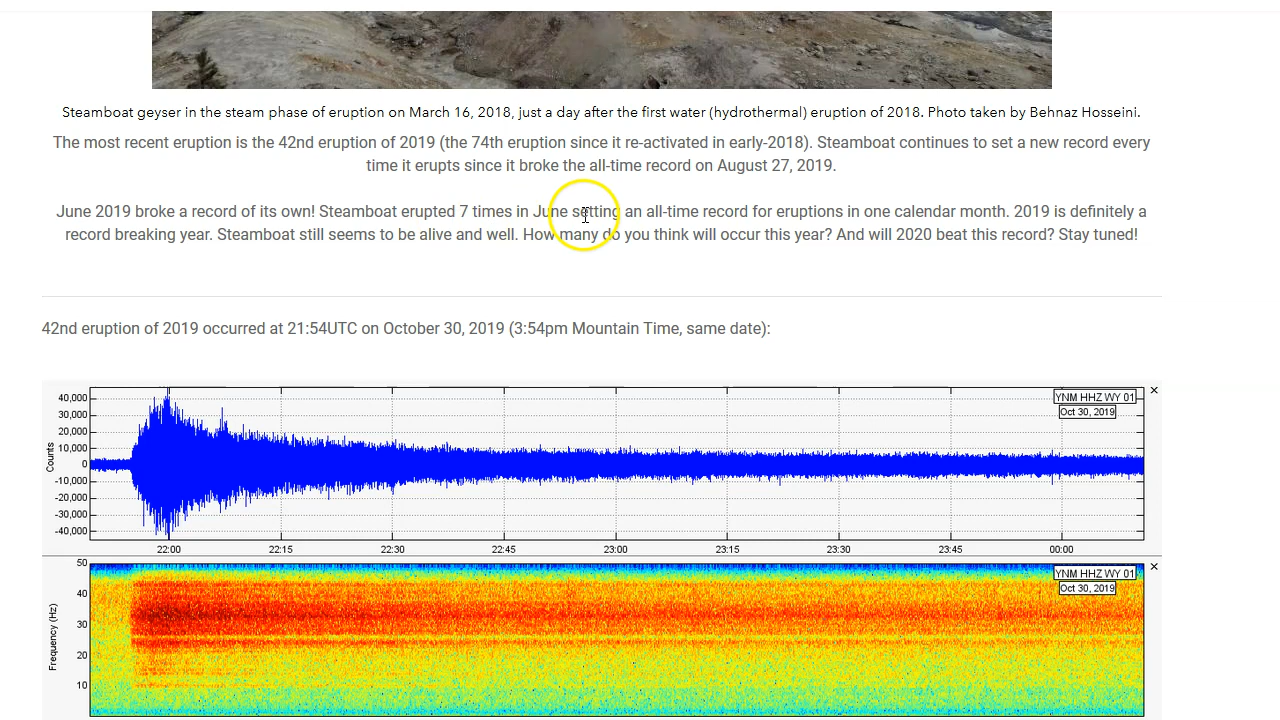 Steamboat geyser in the steam phase of eruption on March 16, 2018, just a day after the first water (hydrothermal) eruption of 2018. Photo taken by Behnaz Hosseini.
The most recent eruption is the 42nd eruption of 2019 (the 74th eruption since it re-activated in early-2018). Steamboat continues to set a new record every
time it erupts since it broke the all-time record on August 27, 2019.
June 2019 broke a record of its own! Steamboat erupted 7 times in June setting an all-time record for eruptions in one calendar month. 2019 is definitely a
record breaking year. Steamboat still seems to be alive and well. How many do you think will occur this year? And will 2020 beat this record? Stay tuned!
42nd eruption of 2019 occurred at 21:54UTC on October 30, 2019 (3:54pm Mountain Time, same date):
YNM HHZ WY 01
Oct 30, 2019
Counts
40,000
30,000
20,000
10,000
0
-10,000
-20,000
-30,000
-40,000
22:00 22:15 22:30 22:45 23:00 23:15 23:30 23:45 00:00
YNM HHZ WY 01
Oct 30, 2019
Frequency (Hz)
50
40
30
20
10